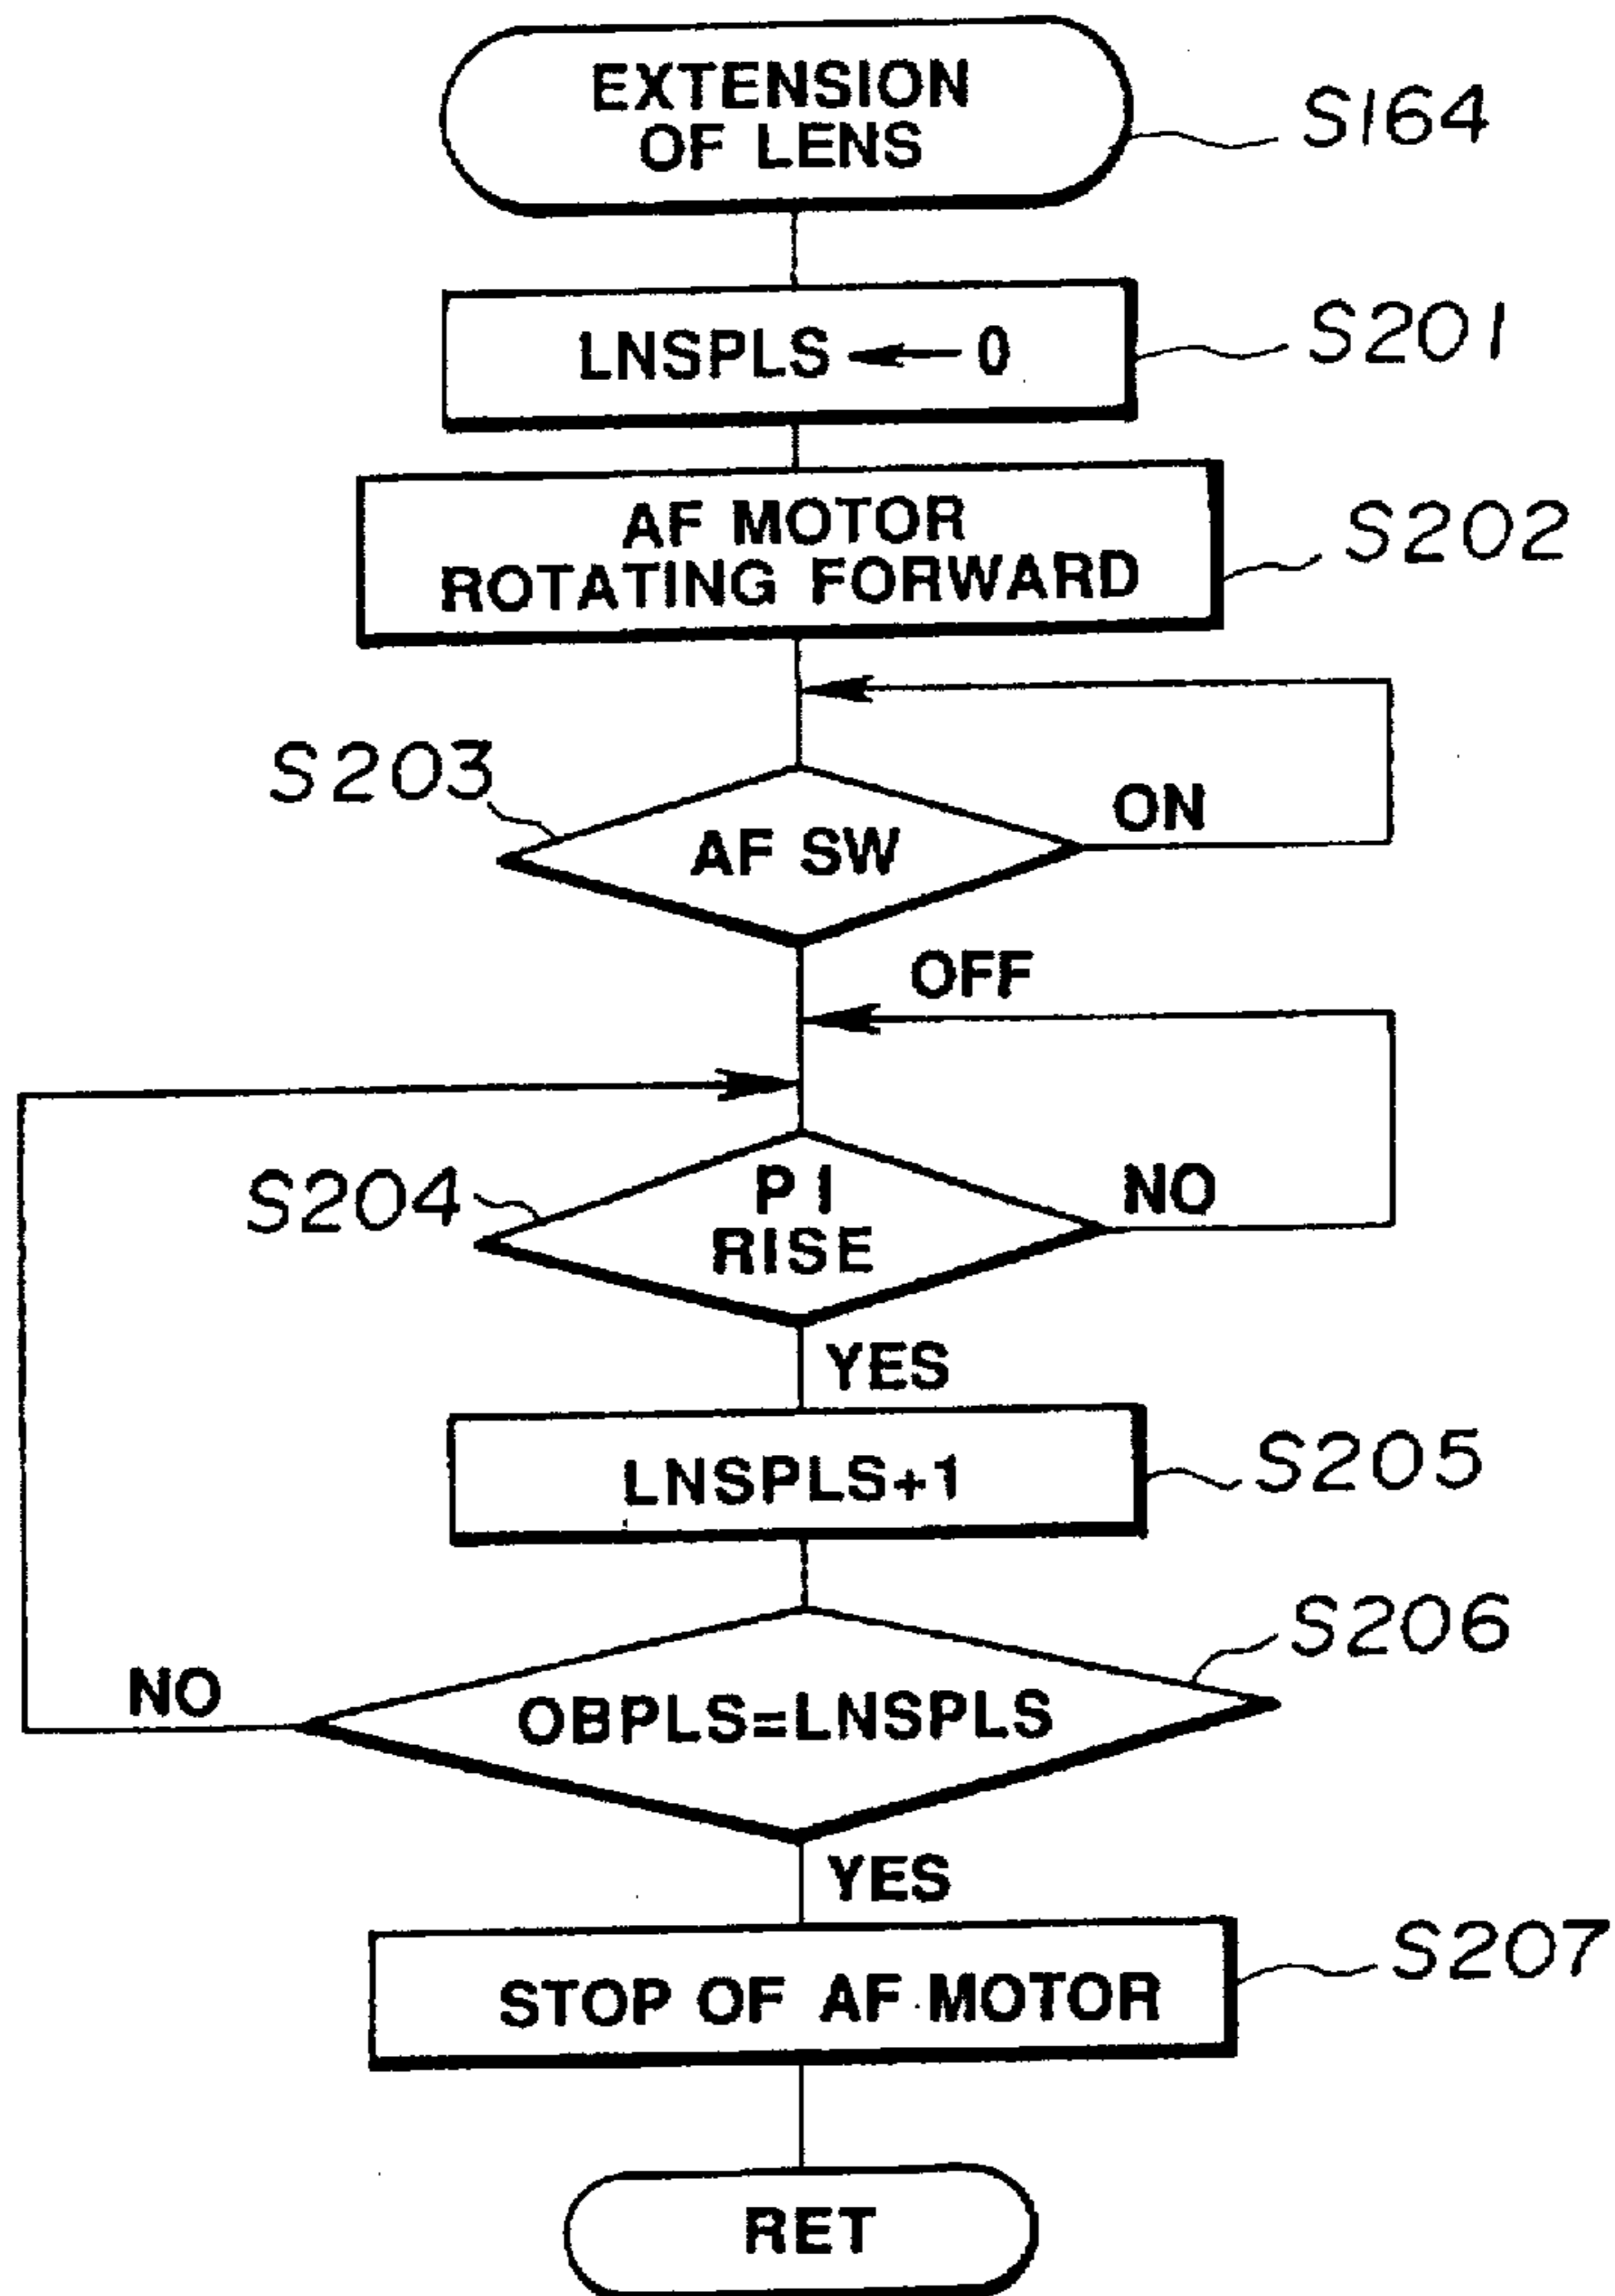 EXTENSION
OF LENS
S164
LNSPLS ← 0
S201
AF MOTOR
ROTATING FORWARD
S202
S203
AF SW
ON
OFF
S204
PI
RISE
NO
YES
LNSPLS+1
S205
S206
NO
OBPLS=LNSPLS
YES
STOP OF AF MOTOR
S207
RET